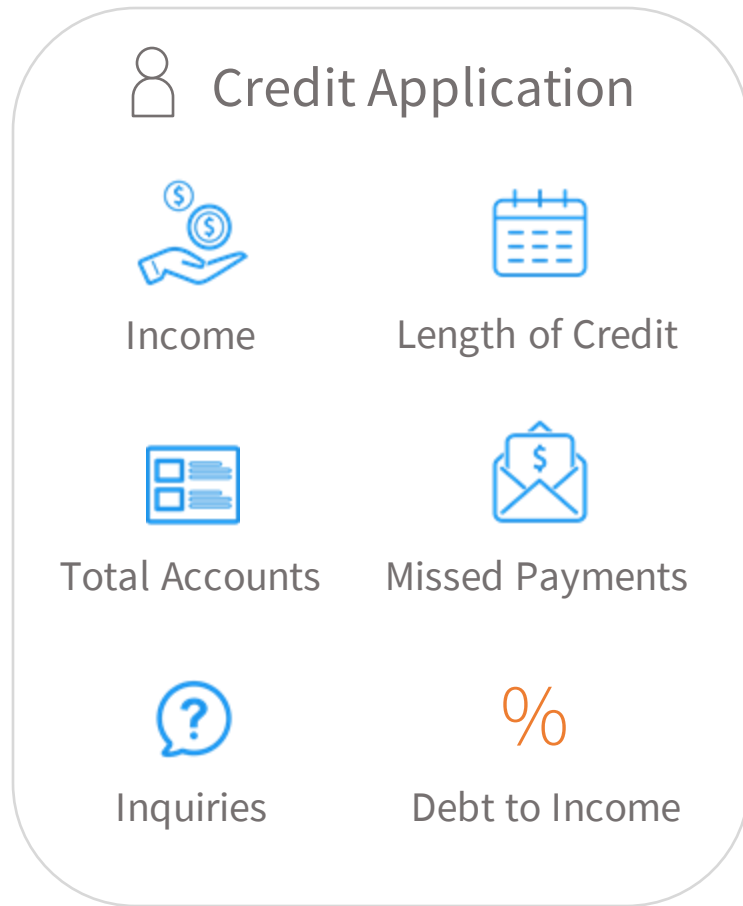 Credit Application
$
$
Income
Length of Credit
$
Total Accounts
Missed Payments
?
%
Inquiries
Debt to Income